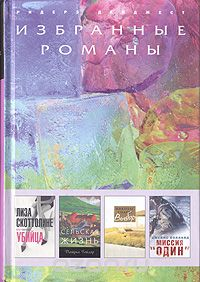 РИДЕРЗ ДАЙДЖЕСТ
ИЗБРАННЫЕ
РОМАНЫ
ЛИЗА
СКОТТОЛИНЕ
УБИЙЦА
СЕЛЬСКАЯ
ЖИЗНЬ
МИССИЯ
"ОДИН"